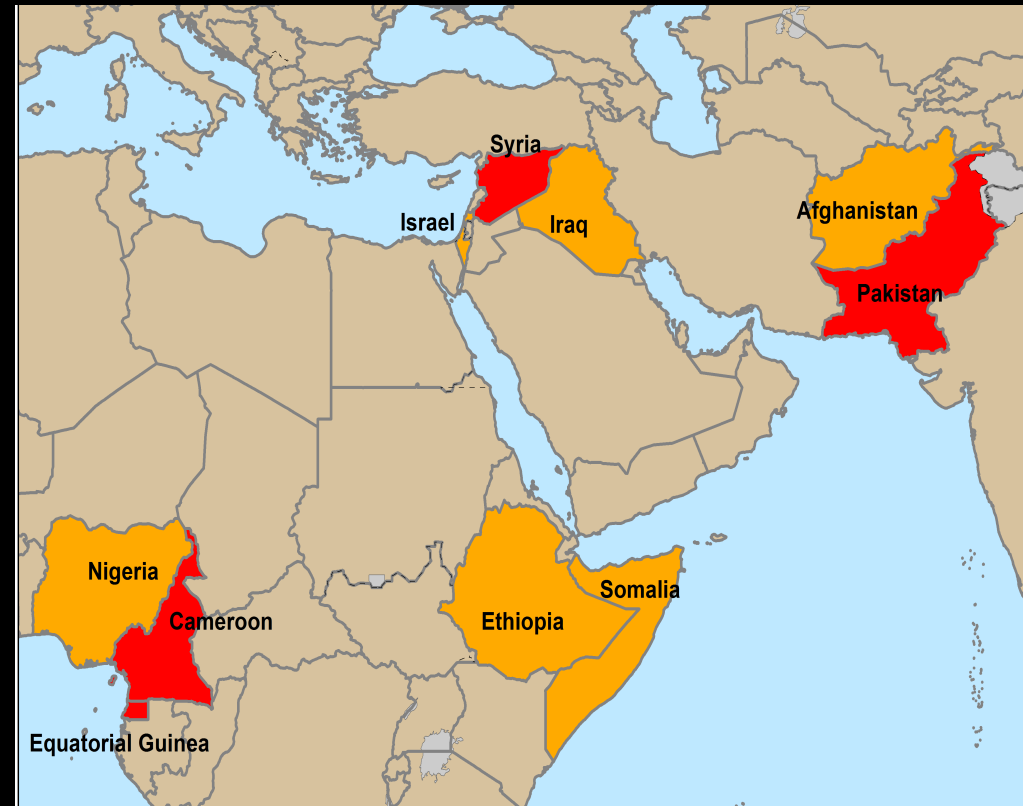 Syria
Israel
Iraq
Afghanistan
Pakistan
Nigeria
Somalia
Cameroon
Ethiopia
Equatorial Guinea